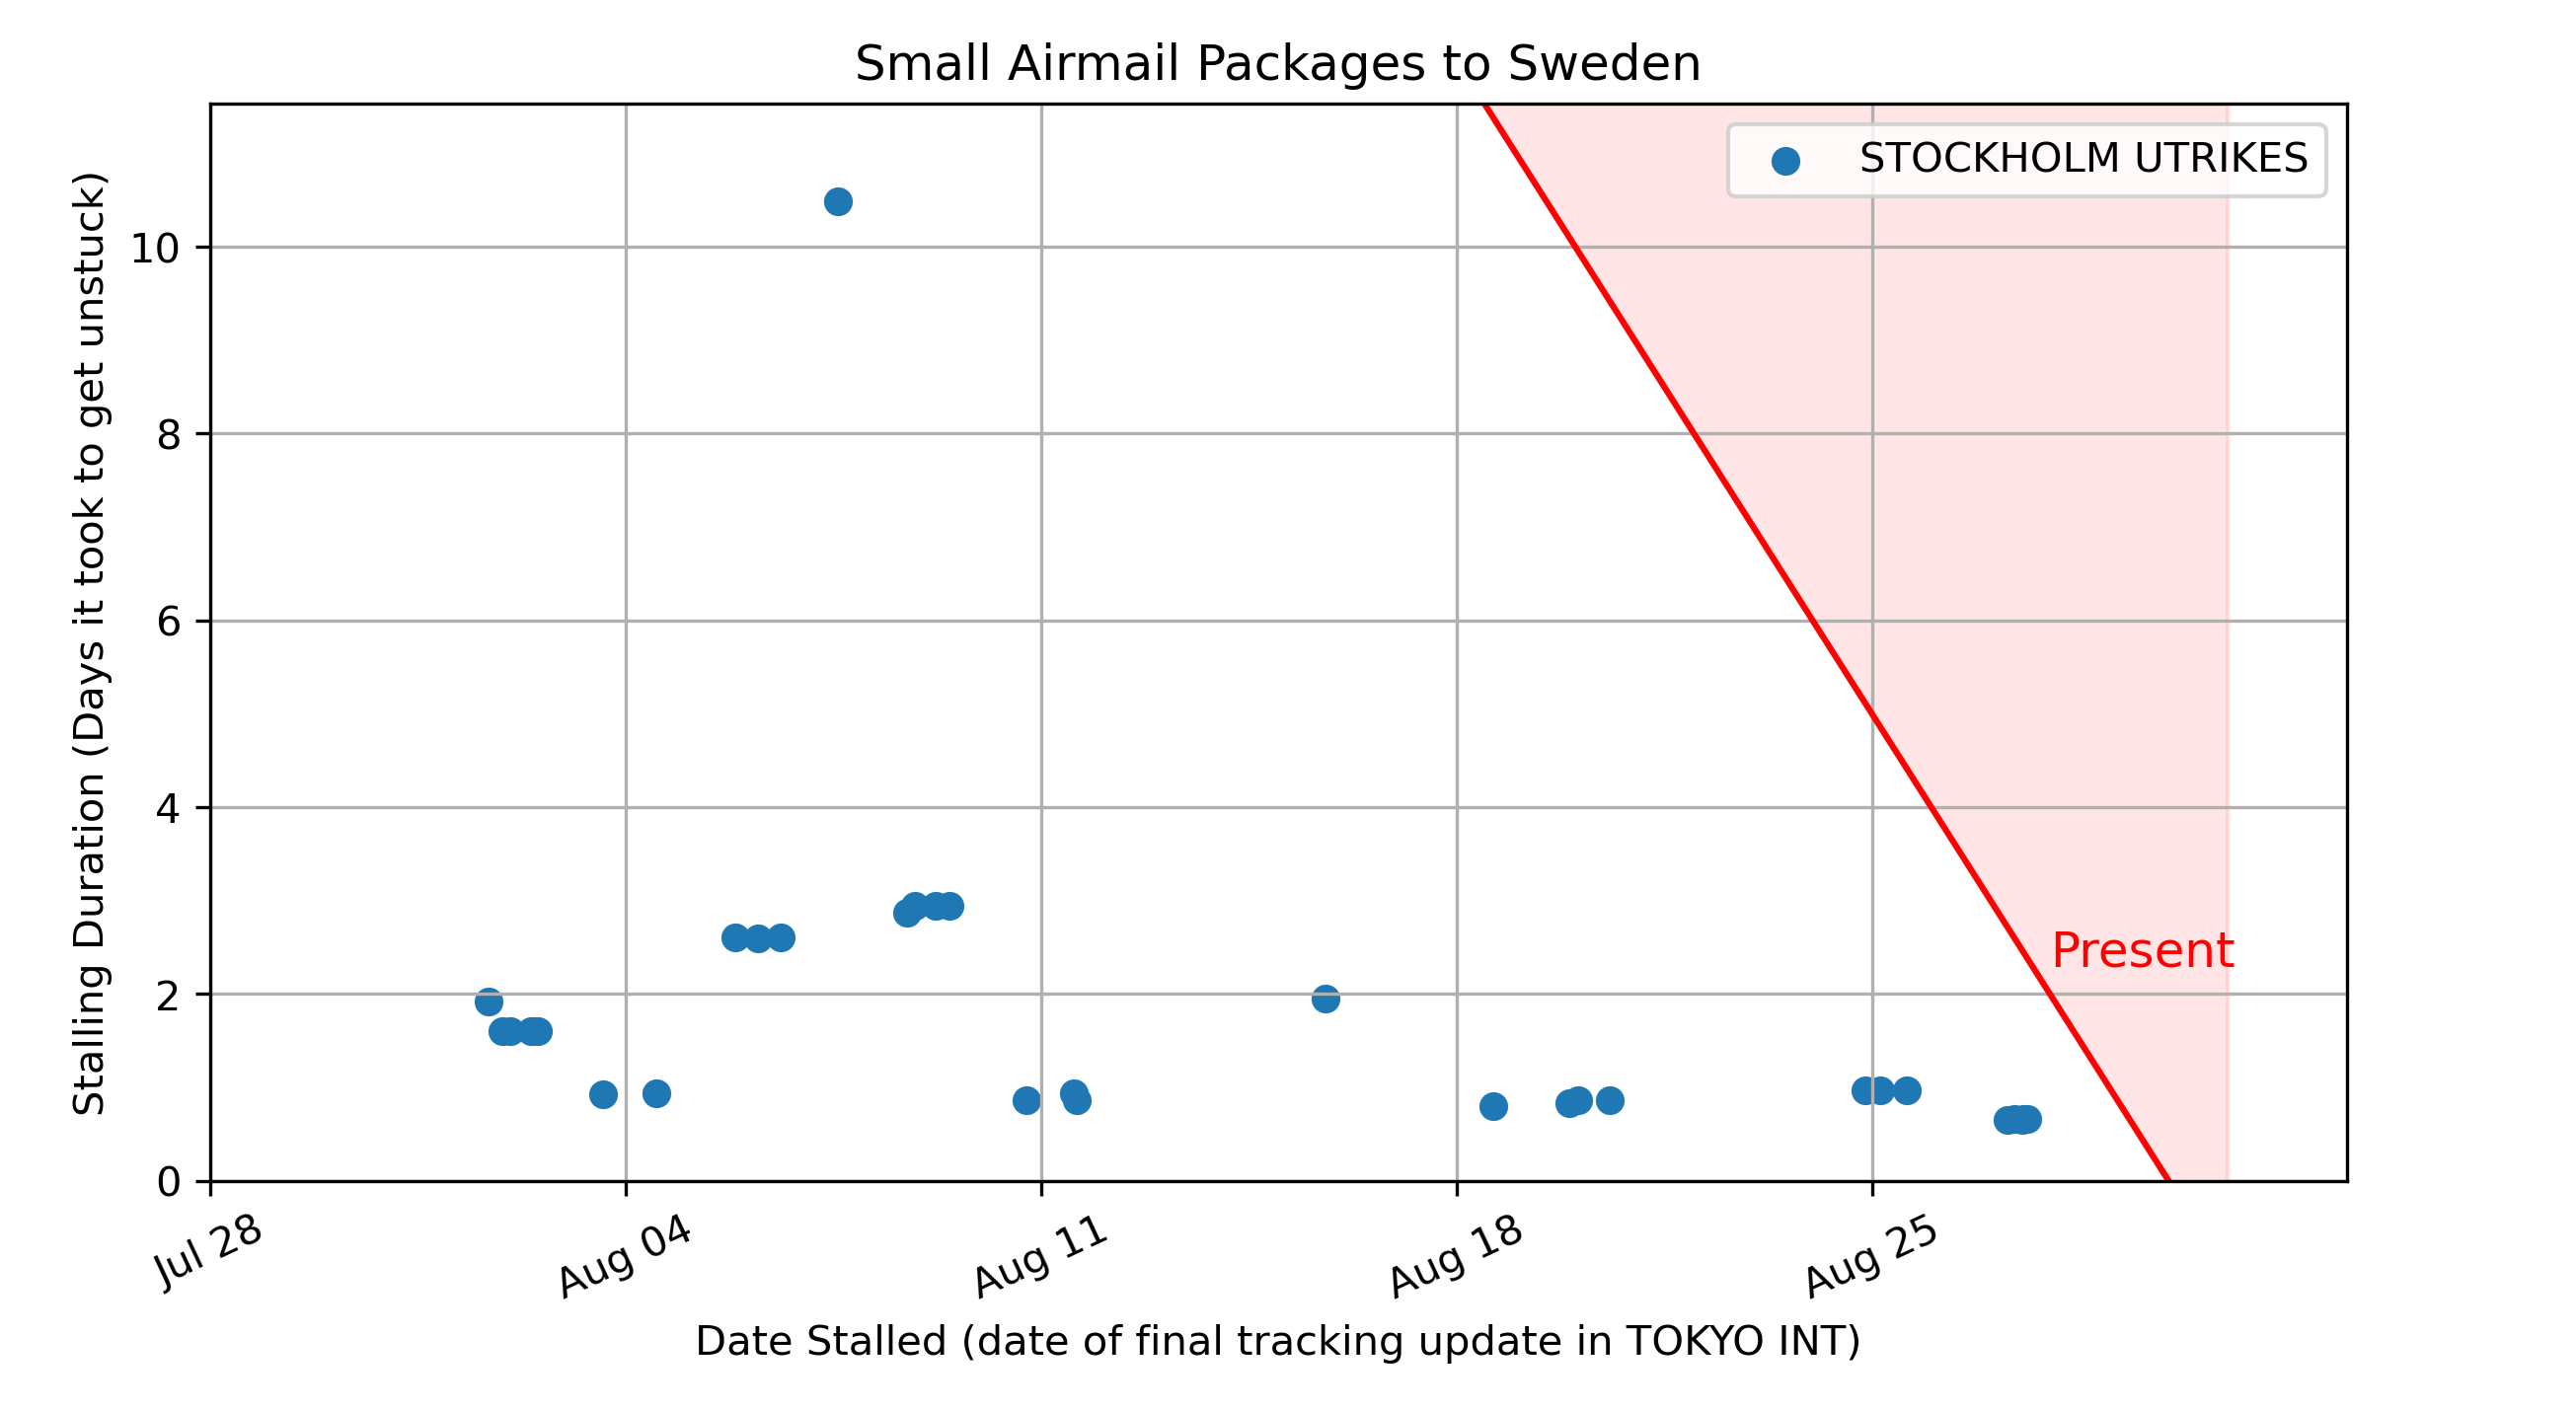 Small Airmail Packages to Sweden
STOCKHOLM UTRIKES
Stalling Duration (Days it took to get unstuck)
10
8
6
4
2
0
Present
Jul 28
Aug 04
Aug 11
Aug 18
Aug 25
Date Stalled (date of final tracking update in TOKYO INT)